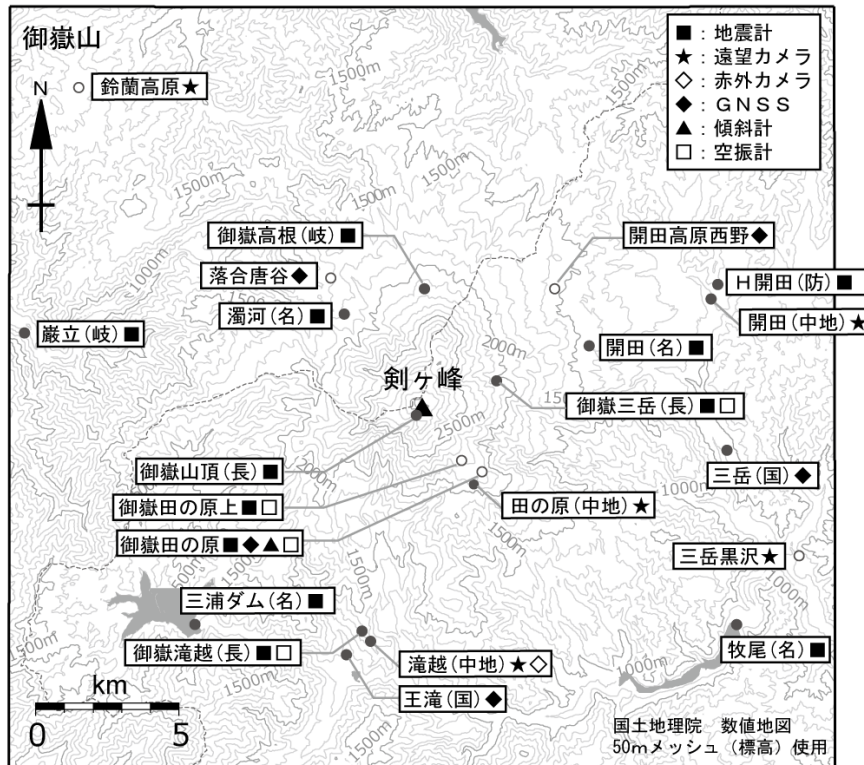 御嶽山
■：地震計
★：遠望カメラ
◇：赤外カメラ
◆：GNSS
▲：傾斜計
□：空振計
鈴蘭高原★
N
1500m
1500m
1500m
1500m
1500m
御嶽高根(岐)■
開田高原西野◆
1000m
落合唐谷◆
H開田(防)■
濁河(名)■
開田(中地)★
巌立(岐)■
開田(名)■
2000m
剣ヶ峰
御嶽三岳(長)■□
2500m
御嶽山頂(長)■
2000m
三岳(国)◆
御嶽田の原上■□
田の原(中地)★
1000m
御嶽田の原■◆▲□
1500m
三岳黒沢★
1500m
1500m
1500m
1000m
三浦ダム(名)■
御嶽滝越(長)■□
滝越(中地)★◇
牧尾(名)■
1000m
王滝(国)◆
1500m
km
0 5
1500m
国土地理院　数値地図
50mメッシュ（標高）使用